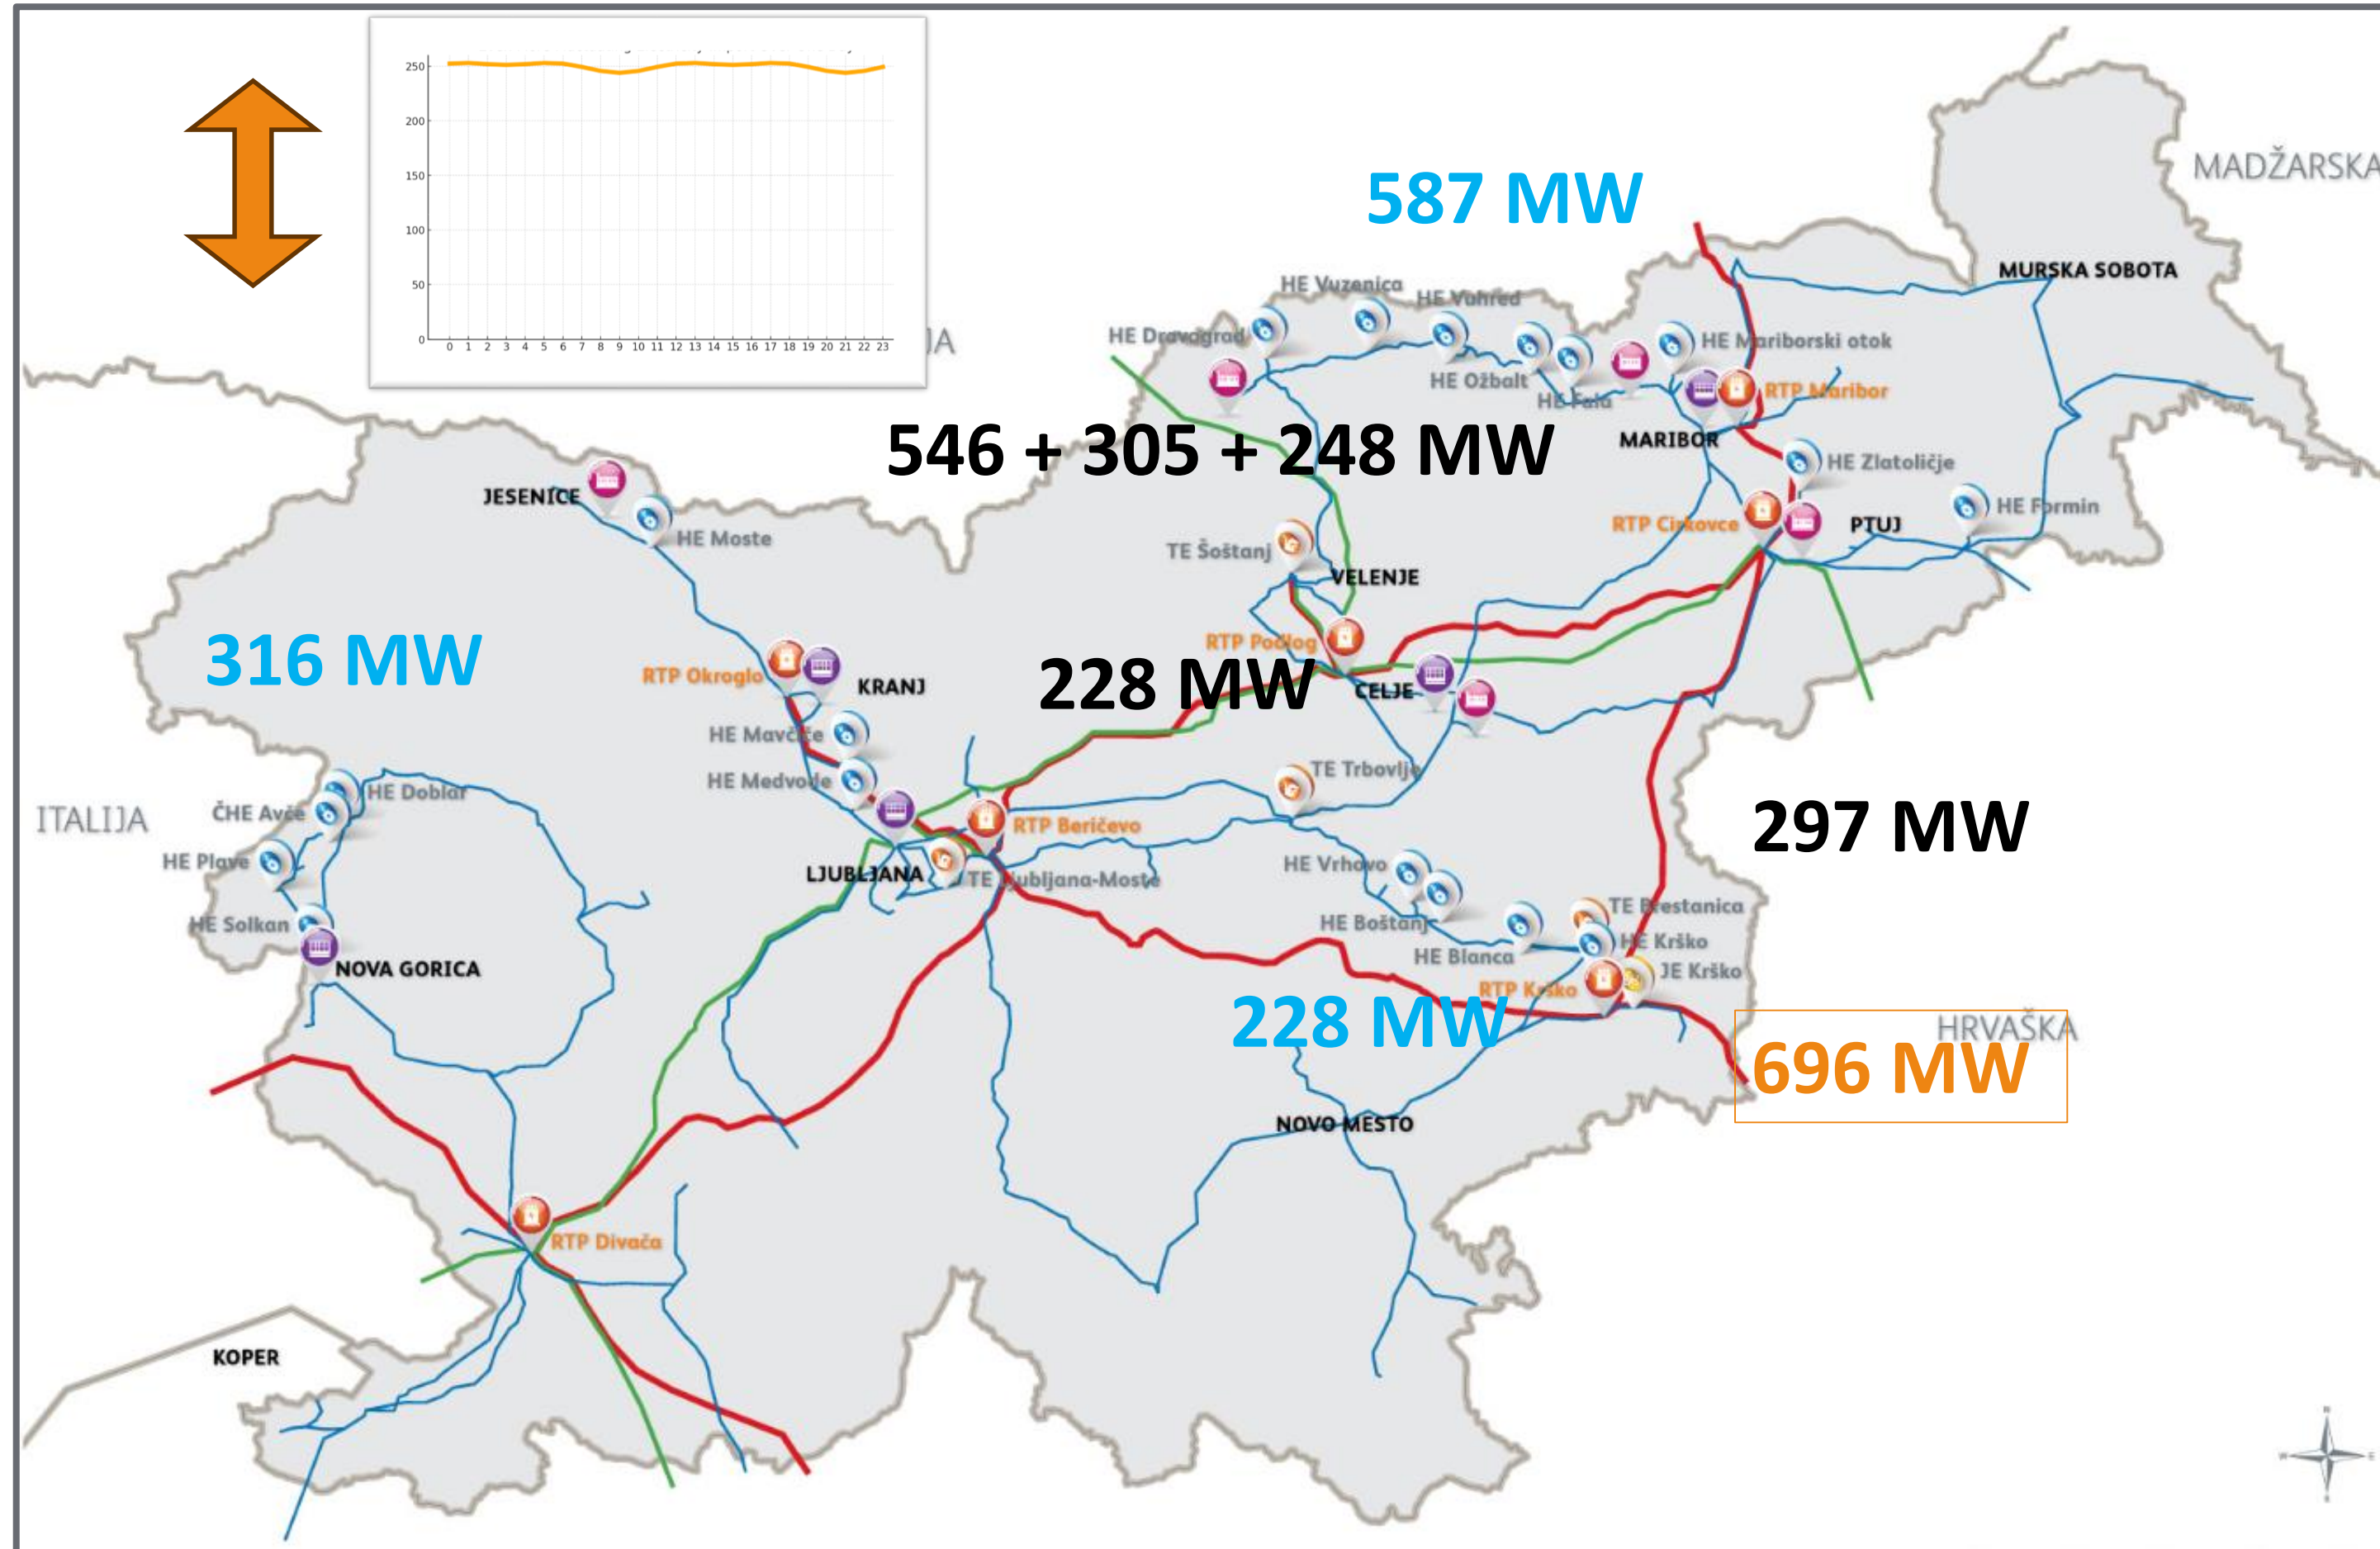 250
200
150
100
50
0
0 1 2 3 4 5 6 7 8 9 10 11 12 13 14 15 16 17 18 19 20 21 22 23
MADŽARSKA
587 MW
MURSKA SOBOTA
HE Vuzenica
HE Vuhred
HE Dravograd
HE Mariborski otok
HE Ožbalt
HE Fala
RTP Maribor
546 + 305 + 248 MW
MARIBOR
HE Zlatoličje
JESENICE
HE Moste
HE Formin
RTP Cirkovce
PTUJ
TE Šoštanj
VELENJE
316 MW
RTP Podlog
RTP Okroglo
KRANJ
228 MW
CELJE
HE Mavčiče
HE Medvode
TE Trbovlje
HE Doblar
ČHE Avče
ITALIJA
RTP Beričevo
297 MW
HE Plave
LJUBLJANA
TE Ljubljana-Moste
HE Vrhovo
HE Solkan
HE Boštanj
TE Brestanica
HE Krško
HE Blanca
NOVA GORICA
JE Krško
RTP Krško
228 MW
HRVAŠKA
696 MW
NOVO MESTO
RTP Divača
KOPER